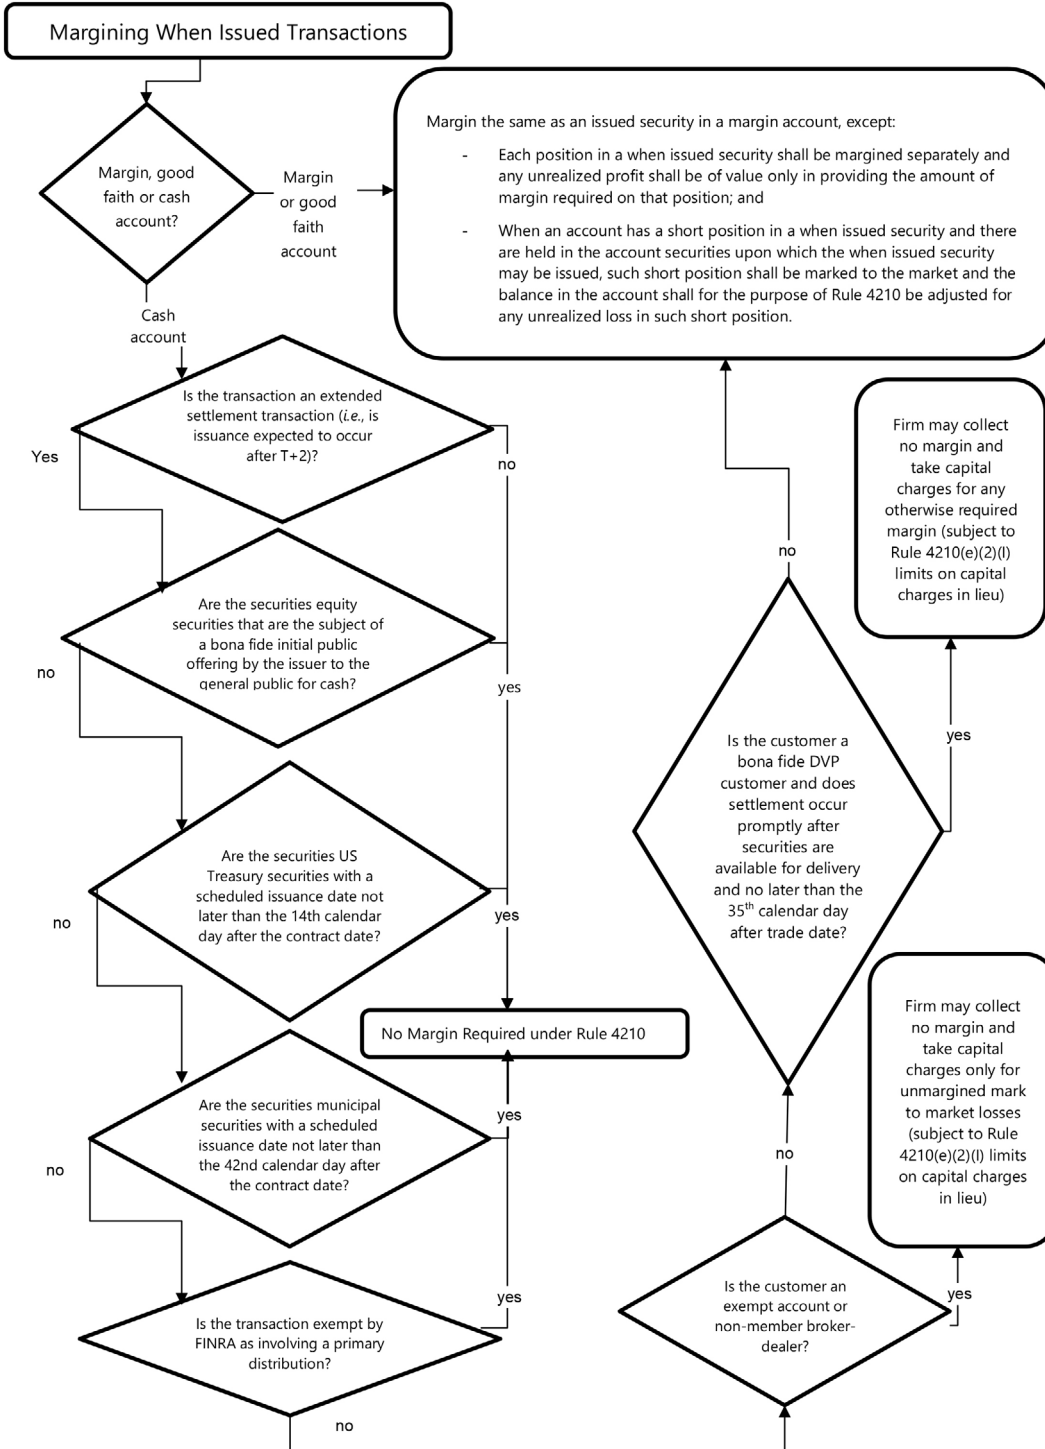 Margining When Issued Transactions
Margin, good
faith or cash
account?
Margin
or good
faith
account
Margin the same as an issued security in a margin account, except:
- Each position in a when issued security shall be margined separately and
any unrealized profit shall be of value only in providing the amount of
margin required on that position; and
- When an account has a short position in a when issued security and there
are held in the account securities upon which the when issued security
may be issued, such short position shall be marked to the market and the
balance in the account shall for the purpose of Rule 4210 be adjusted for
any unrealized loss in such short position.
Cash
account
Is the transaction an extended
settlement transaction (i.e., is
issuance expected to occur
after T+2)?
Yes
no
Are the securities equity
securities that are the subject of
a bona fide initial public
offering by the issuer to the
general public for cash?
no
yes
Are the securities US
Treasury securities with a
scheduled issuance date not
later than the 14th calendar
day after the contract date?
no
yes
No Margin Required under Rule 4210
Are the securities municipal
securities with a scheduled
issuance date not later than
the 42nd calendar day after
the contract date?
no
yes
Is the transaction exempt by
FINRA as involving a primary
distribution?
yes
no
Firm may collect
no margin and
take capital
charges for any
otherwise required
margin (subject to
Rule 4210(e)(2)(I)
limits on capital
charges in lieu)
no
yes
Is the customer a
bona fide DVP
customer and does
settlement occur
promptly after
securities are
available for delivery
and no later than the
35th calendar day
after trade date?
Firm may collect
no margin and
take capital
charges only for
unmargined mark
to market losses
(subject to Rule
4210(e)(2)(I) limits
on capital charges
in lieu)
no
yes
Is the customer an
exempt account or
non-member broker-
dealer?